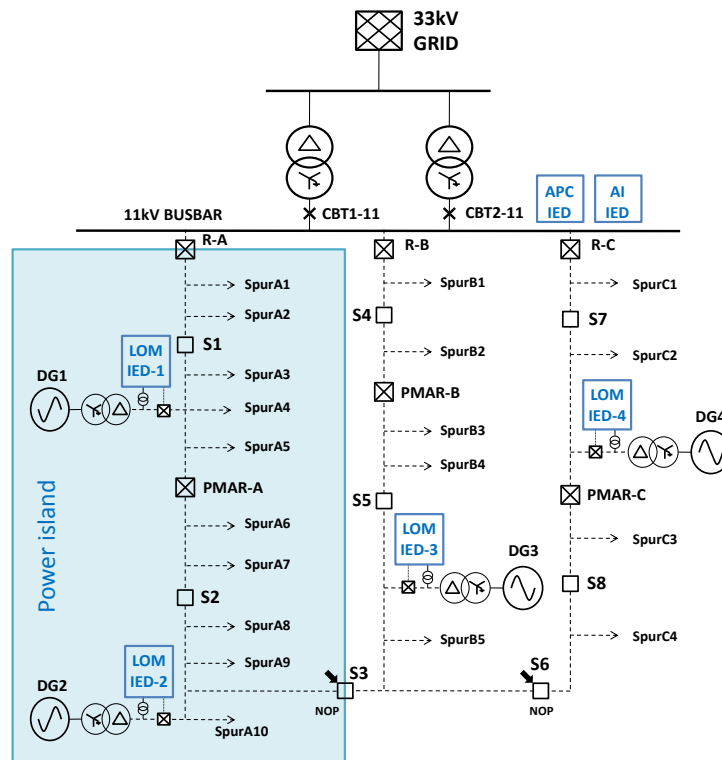 33kV
GRID
CBT1-11
CBT2-11
APC
IED
AI
IED
11kV BUSBAR
R-A
R-B
R-C
SpurA1
SpurB1
SpurC1
SpurA2
S4
S7
S1
LOM
IED-1
SpurB2
SpurC2
SpurA3
DG1
PMAR-B
LOM
IED-4
SpurA4
DG4
SpurB3
SpurA5
SpurB4
PMAR-A
PMAR-C
S5
SpurA6
SpurC3
LOM
IED-3
DG3
SpurA7
S8
S2
Power island
SpurA8
SpurB5
SpurC4
SpurA9
LOM
IED-2
S3
S6
DG2
NOP
NOP
SpurA10